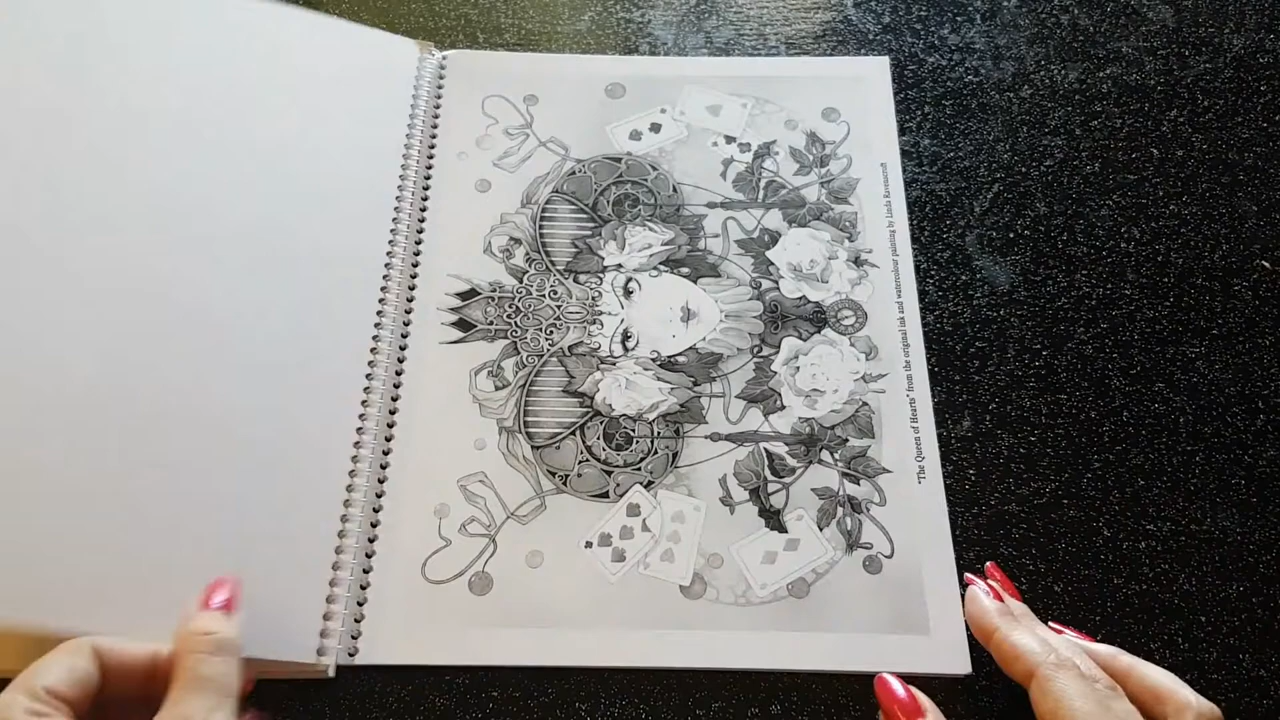 "The Queen of Hearts" from the original ink and watercolour painting by Linda Ravenscroft